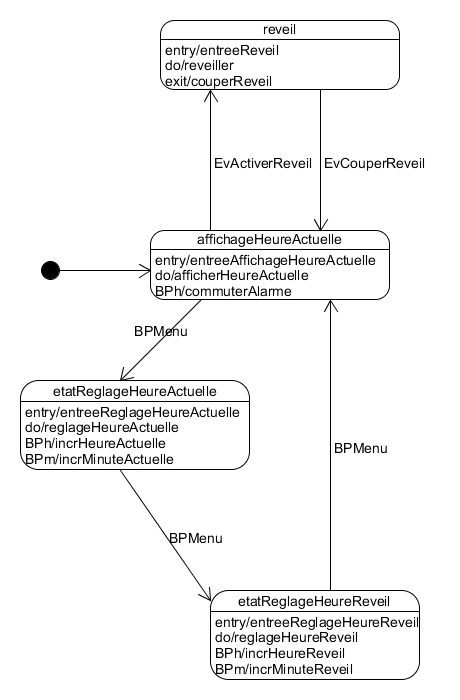 reveil
entry/entreeReveil
do/reveiller
exit/couperReveil
EvActiverReveil
EvCouperReveil
affichageHeureActuelle
entry/entreeAffichageHeureActuelle
do/afficherHeureActuelle
BPh/commuterAlarme
BPMenu
etatReglageHeureActuelle
entry/entreeReglageHeureActuelle
do/reglageHeureActuelle
BPh/incrHeureActuelle
BPm/incrMinuteActuelle
BPMenu
BPMenu
etatReglageHeureReveil
entry/entreeReglageHeureReveil
do/reglageHeureReveil
BPh/incrHeureReveil
BPm/incrMinuteReveil